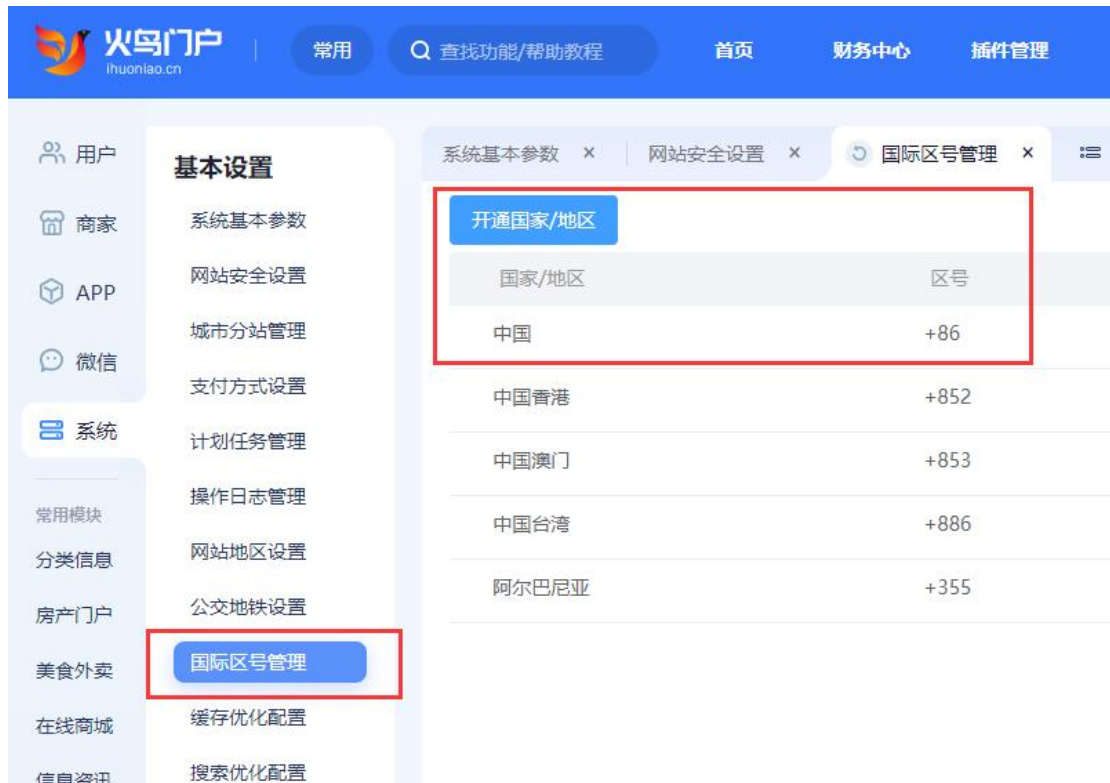 火鸟门户
ihuoniao.cn
常用
查找功能/帮助教程
首页
财务中心
插件管理
用户
商家
APP
微信
系统
常用模块
分类信息
房产门户
美食外卖
在线商城
信息资讯
基本设置
系统基本参数
网站安全设置
城市分站管理
支付方式设置
计划任务管理
操作日志管理
网站地区设置
公交地铁设置
国际区号管理
缓存优化配置
搜索优化配置
系统基本参数 ×
网站安全设置 ×
国际区号管理 ×
开通国家/地区
国家/地区 区号
中国 +86
中国香港 +852
中国澳门 +853
中国台湾 +886
阿尔巴尼亚 +355